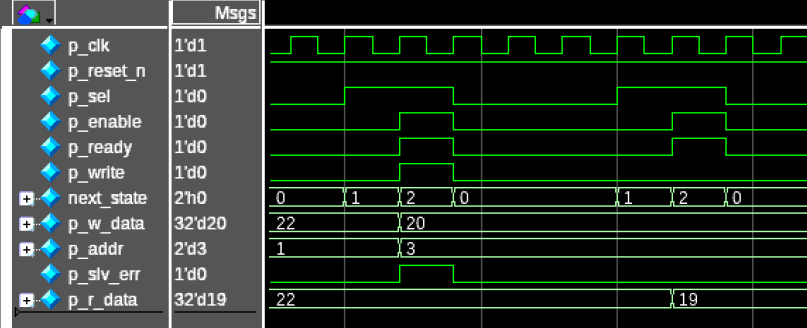 Msgs
p_clk 1'd1
p_reset_n 1'd1
p_sel 1'd0
p_enable 1'd0
p_ready 1'd0
p_write 1'd0
next_state 2'h0 0 1 2 0 1 2 0
p_w_data 32'd20 22 20
p_addr 2'd3 1 3
p_slv_err 1'd0
p_r_data 32'd19 22 19